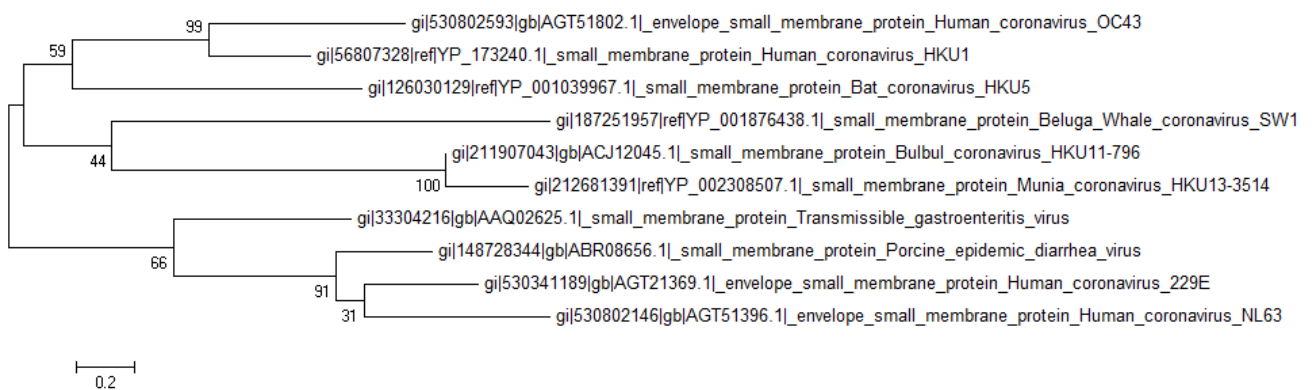 99
gi|530802593|gb|AGT51802.1|_envelope_small_membrane_protein_Human_coronavirus_OC43
59
gi|56807328|ref|YP_173240.1|_small_membrane_protein_Human_coronavirus_HKU1
gi|126030129|ref|YP_001039967.1|_small_membrane_protein_Bat_coronavirus_HKU5
gi|187251957|ref|YP_001876438.1|_small_membrane_protein_Beluga_Whale_coronavirus_SW1
44
gi|211907043|gb|ACJ12045.1|_small_membrane_protein_Bulbul_coronavirus_HKU11-796
100
gi|212681391|ref|YP_002308507.1|_small_membrane_protein_Munia_coronavirus_HKU13-3514
gi|33304216|gb|AAQ02625.1|_small_membrane_protein_Transmissible_gastroenteritis_virus
66
gi|148728344|gb|ABR08656.1|_small_membrane_protein_Porcine_epidemic_diarrhea_virus
91
gi|530341189|gb|AGT21369.1|_envelope_small_membrane_protein_Human_coronavirus_229E
31
gi|530802146|gb|AGT51396.1|_envelope_small_membrane_protein_Human_coronavirus_NL63
0.2